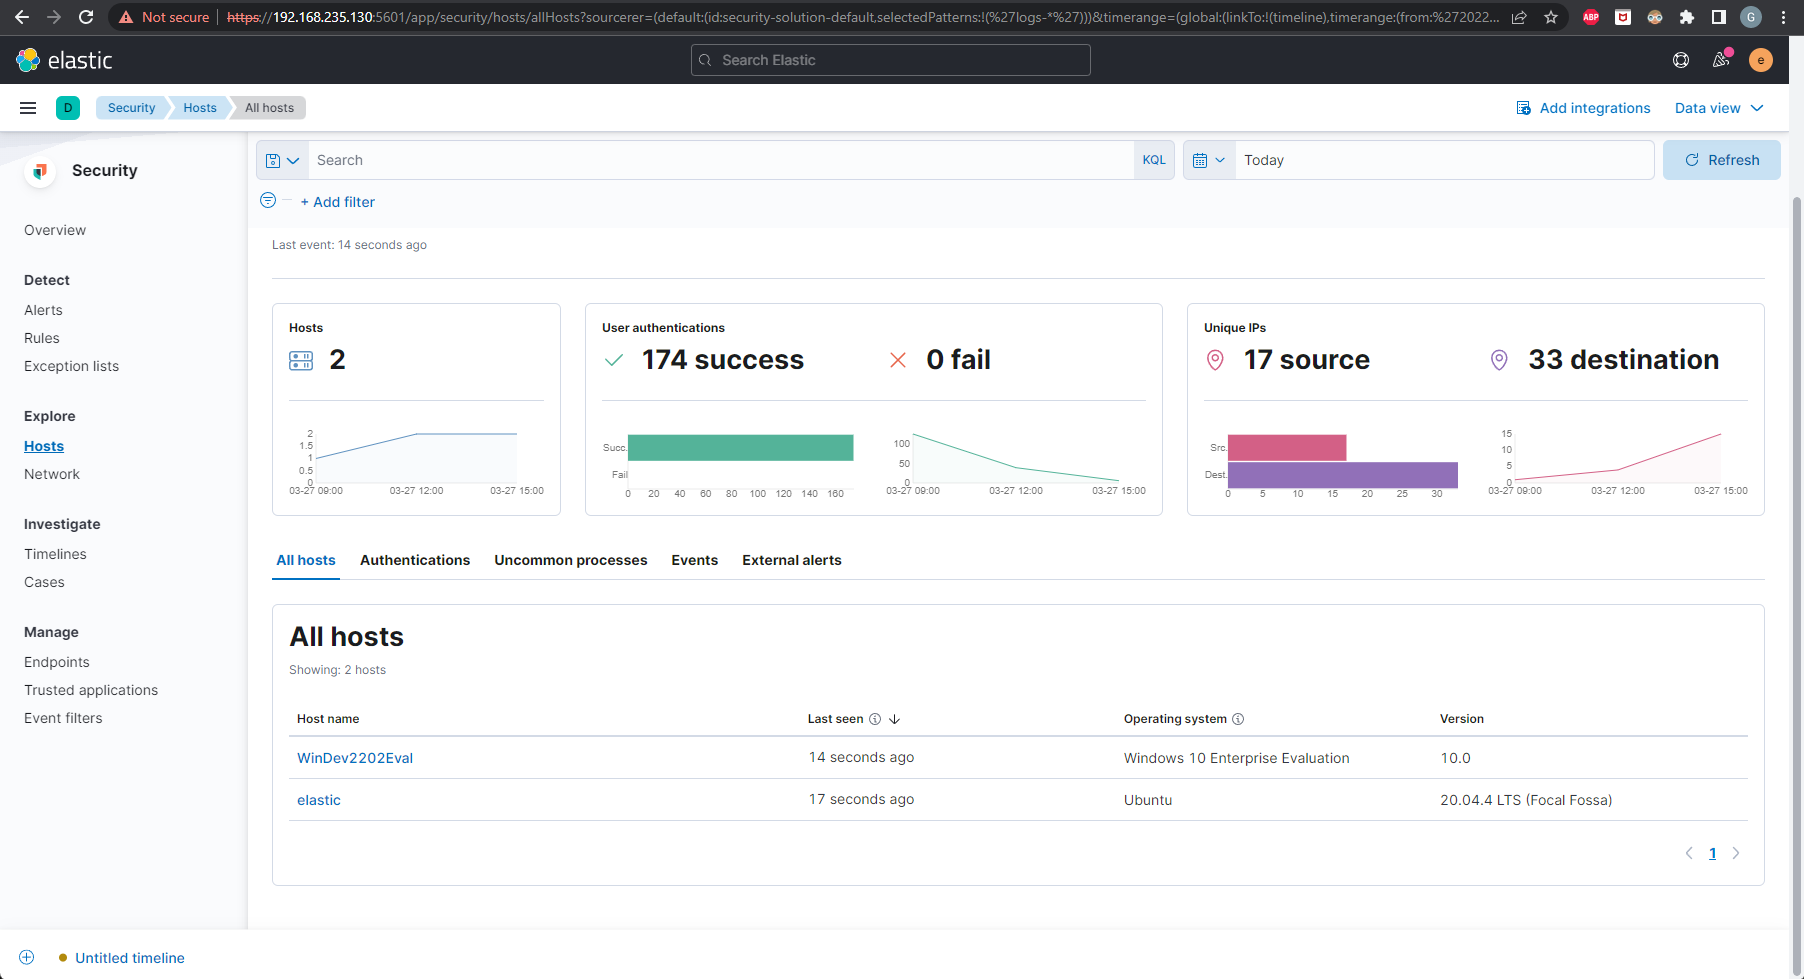 Not secure | https://192.168.235.130:5601/app/security/hosts/allHosts?sourcerer=(default:(id:security-solution-default,selectedPatterns:!(%27logs-*%27)))&timerange=(global:(linkTo:!(timeline),timerange:(from:%272022... ABP G
elastic Search Elastic e
D Security Hosts All hosts Add integrations Data view
Security
Overview
Detect
Alerts
Rules
Exception lists
Explore
Hosts
Network
Investigate
Timelines
Cases
Manage
Endpoints
Trusted applications
Event filters
Search KQL Today Refresh
+ Add filter
Last event: 14 seconds ago
Hosts
2
2
1.5
1
0.5
0
03-27 09:00 03-27 12:00 03-27 15:00
User authentications
174 success 0 fail
Succ.
Fail
0 20 40 60 80 100 120 140 160
100
50
0
03-27 09:00 03-27 12:00 03-27 15:00
Unique IPs
17 source 33 destination
Src.
Dest.
0 5 10 15 20 25 30
15
10
5
0
03-27 09:00 03-27 12:00 03-27 15:00
All hosts Authentications Uncommon processes Events External alerts
All hosts
Showing: 2 hosts
Host name Last seen Operating system Version
WinDev2202Eval 14 seconds ago Windows 10 Enterprise Evaluation 10.0
elastic 17 seconds ago Ubuntu 20.04.4 LTS (Focal Fossa)
1
Untitled timeline